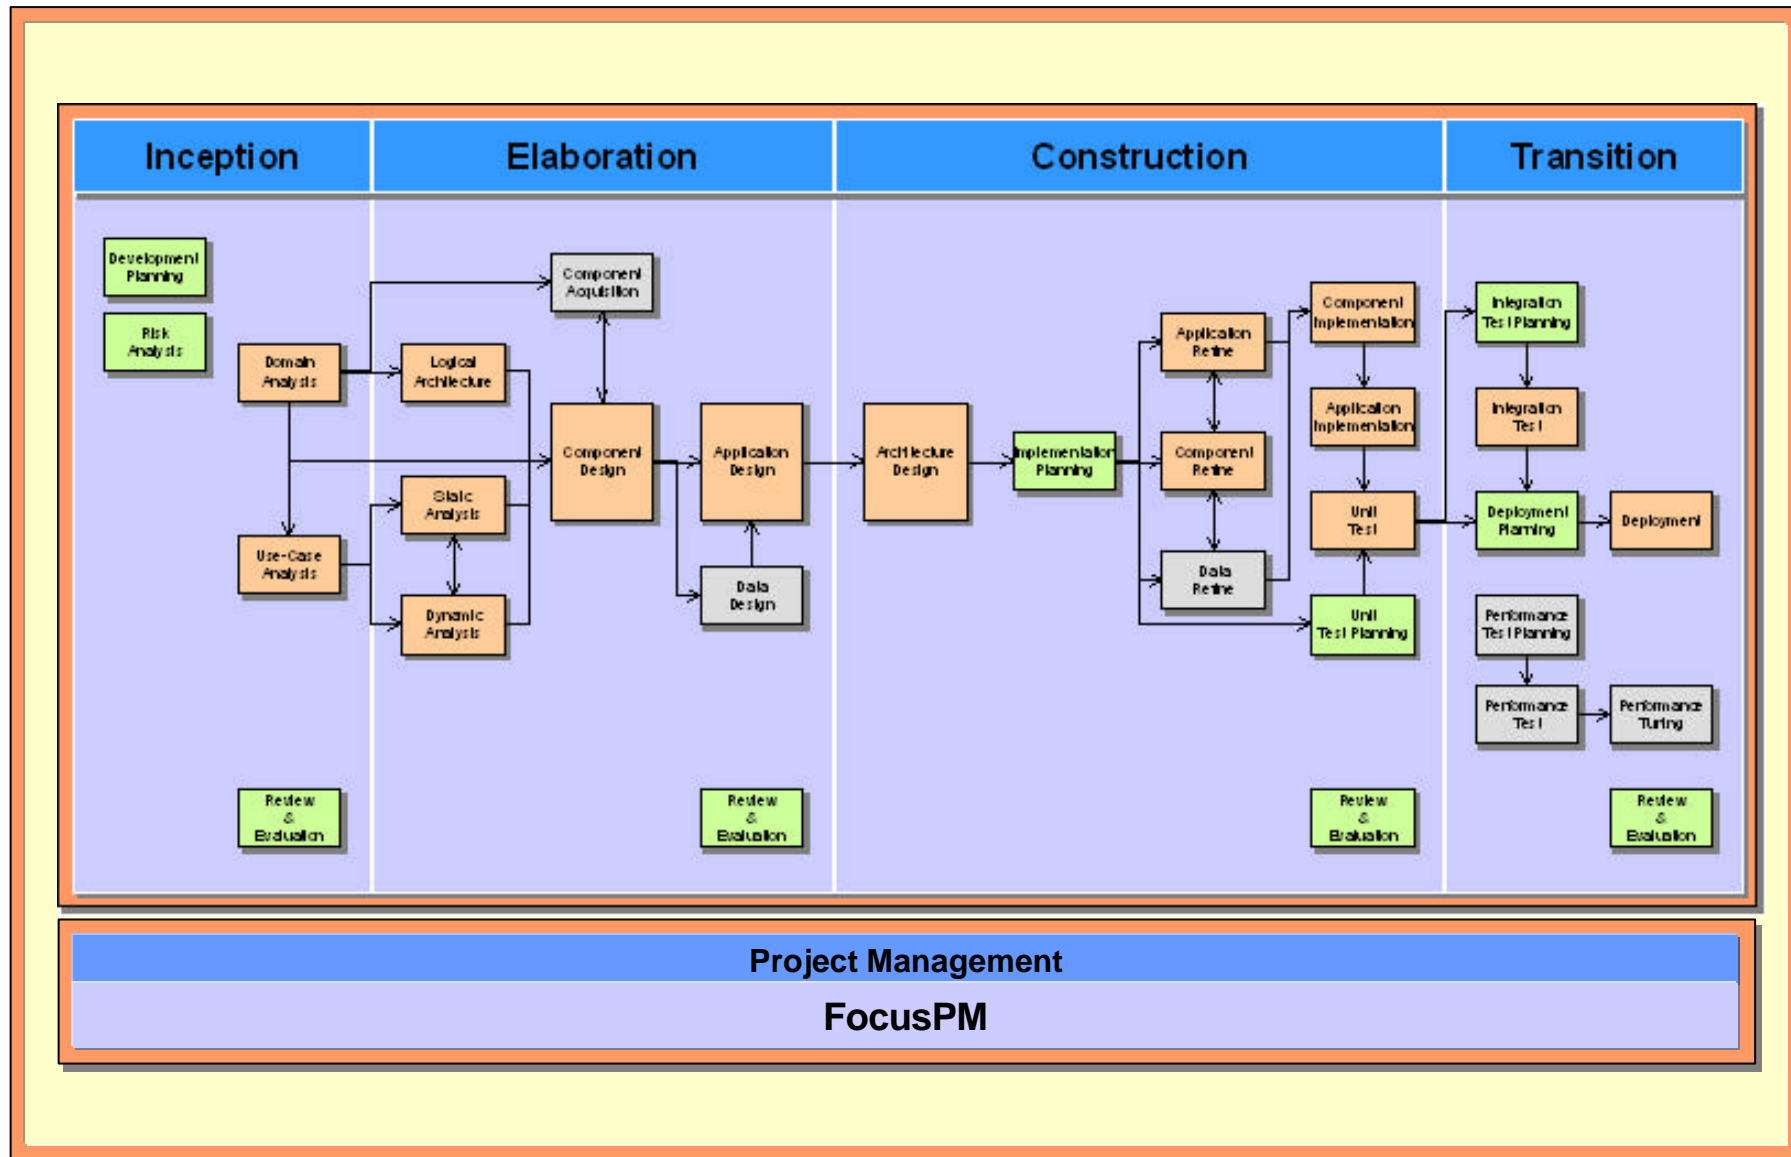 Inception
Elaboration
Construction
Transition
Development
Planning
Risk
Analysis
Domain
Analysis
Use-Case
Analysis
Review
&
Evaluation
Component
Acquisition
Logical
Architecture
Component
Design
Application
Design
Static
Analysis
Dynamic
Analysis
Data
Design
Review
&
Evaluation
Architecture
Design
Implementation
Planning
Application
Refine
Component
Refine
Data
Refine
Component
Implementation
Application
Implementation
Unit
Test
Unit
Test Planning
Review
&
Evaluation
Integration
Test Planning
Integration
Test
Deployment
Planning
Deployment
Performance
Test Planning
Performance
Test
Performance
Turing
Review
&
Evaluation
Project Management
FocusPM